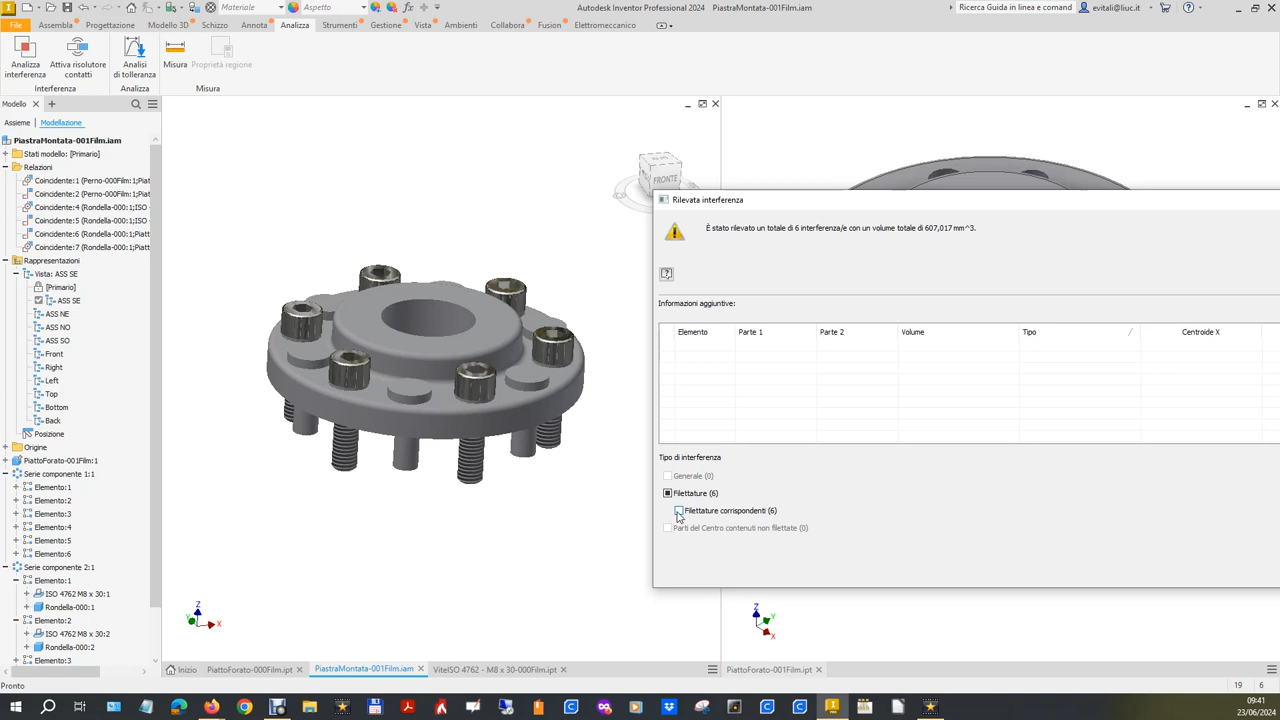 Materiale
Aspetto
Autodesk Inventor Professional 2024 PiastraMontata-001Film.iam
Ricerca Guida in linea e comand
evitali@liuc.it
File
Assembla
Progettazione
Modello 3D
Schizzo
Annota
Analizza
Strumenti
Gestione
Vista
Ambienti
Collabora
Fusion
Elettromeccanico
Analizza interferenza
Attiva risolutore contatti
Analisi di tolleranza
Misura
Proprietà regione
Interferenza
Analizza
Misura
Modello
Assieme
Modellazione
PiastraMontata-001Film.iam
Stati modello: [Primario]
Relazioni
Coincidente:1 (Perno-000Film:1;Piatt
Coincidente:2 (Perno-000Film:1;Piatt
Coincidente:4 (Rondella-000:1;ISO
Coincidente:5 (Rondella-000:1;ISO
Coincidente:6 (Rondella-000:1;Piatto
Coincidente:7 (Rondella-000:1;Piatto
Rappresentazioni
Vista: ASS SE
[Primario]
ASS SE
ASS NE
ASS NO
ASS SO
Front
Right
Left
Top
Bottom
Back
Posizione
Origine
PiattoForato-001Film:1
Serie componente 1:1
Elemento:1
Elemento:2
Elemento:3
Elemento:4
Elemento:5
Elemento:6
Serie componente 2:1
Elemento:1
ISO 4762 M8 x 30:1
Rondella-000:1
Elemento:2
ISO 4762 M8 x 30:2
Rondella-000:2
Elemento:3
FRONTE
Z
Y
X
Z
Y
X
Rilevata interferenza
È stato rilevato un totale di 6 interferenza/e con un volume totale di 607,017 mm^3.
Informazioni aggiuntive:
Elemento
Parte 1
Parte 2
Volume
Tipo
Centroide X
Tipo di interferenza
Generale (0)
Filettature (6)
Filettature corrispondenti (6)
Parti del Centro contenuti non filettate (0)
Inizio
PiattoForato-000Film.ipt
PiastraMontata-001Film.iam
ViteISO 4762 - M8 x 30-000Film.ipt
PiattoForato-001Film.ipt
Pronto
19 6
09:41
23/06/2024